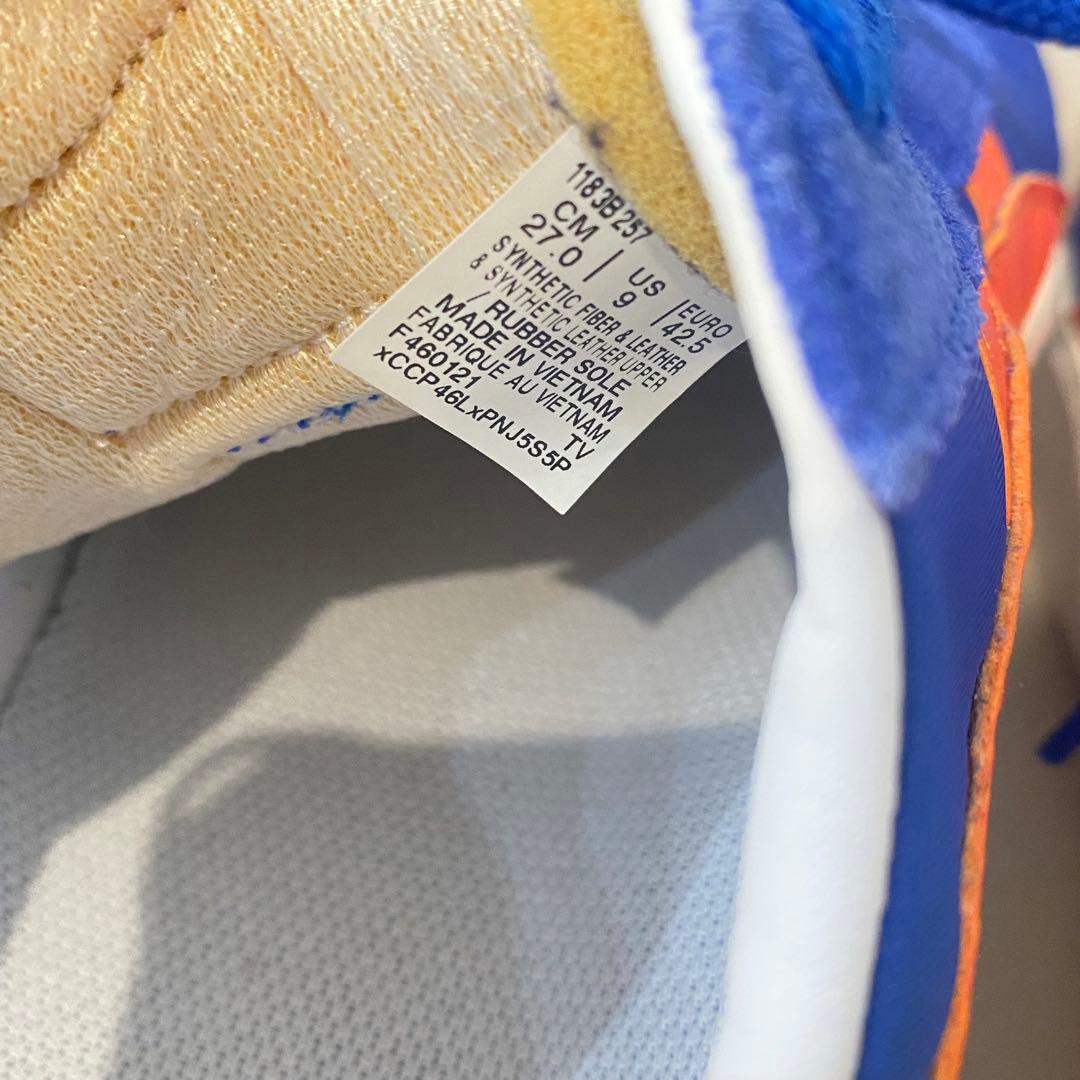 1183B257
CM | US | EURO
27.0 | 9 | 42.5
SYNTHETIC FIBER & LEATHER
& SYNTHETIC LEATHER UPPER
/ RUBBER SOLE
MADE IN VIETNAM
FABRIQUE AU VIETNAM
F460121 TV
xCCP46LxPNJ5S5P